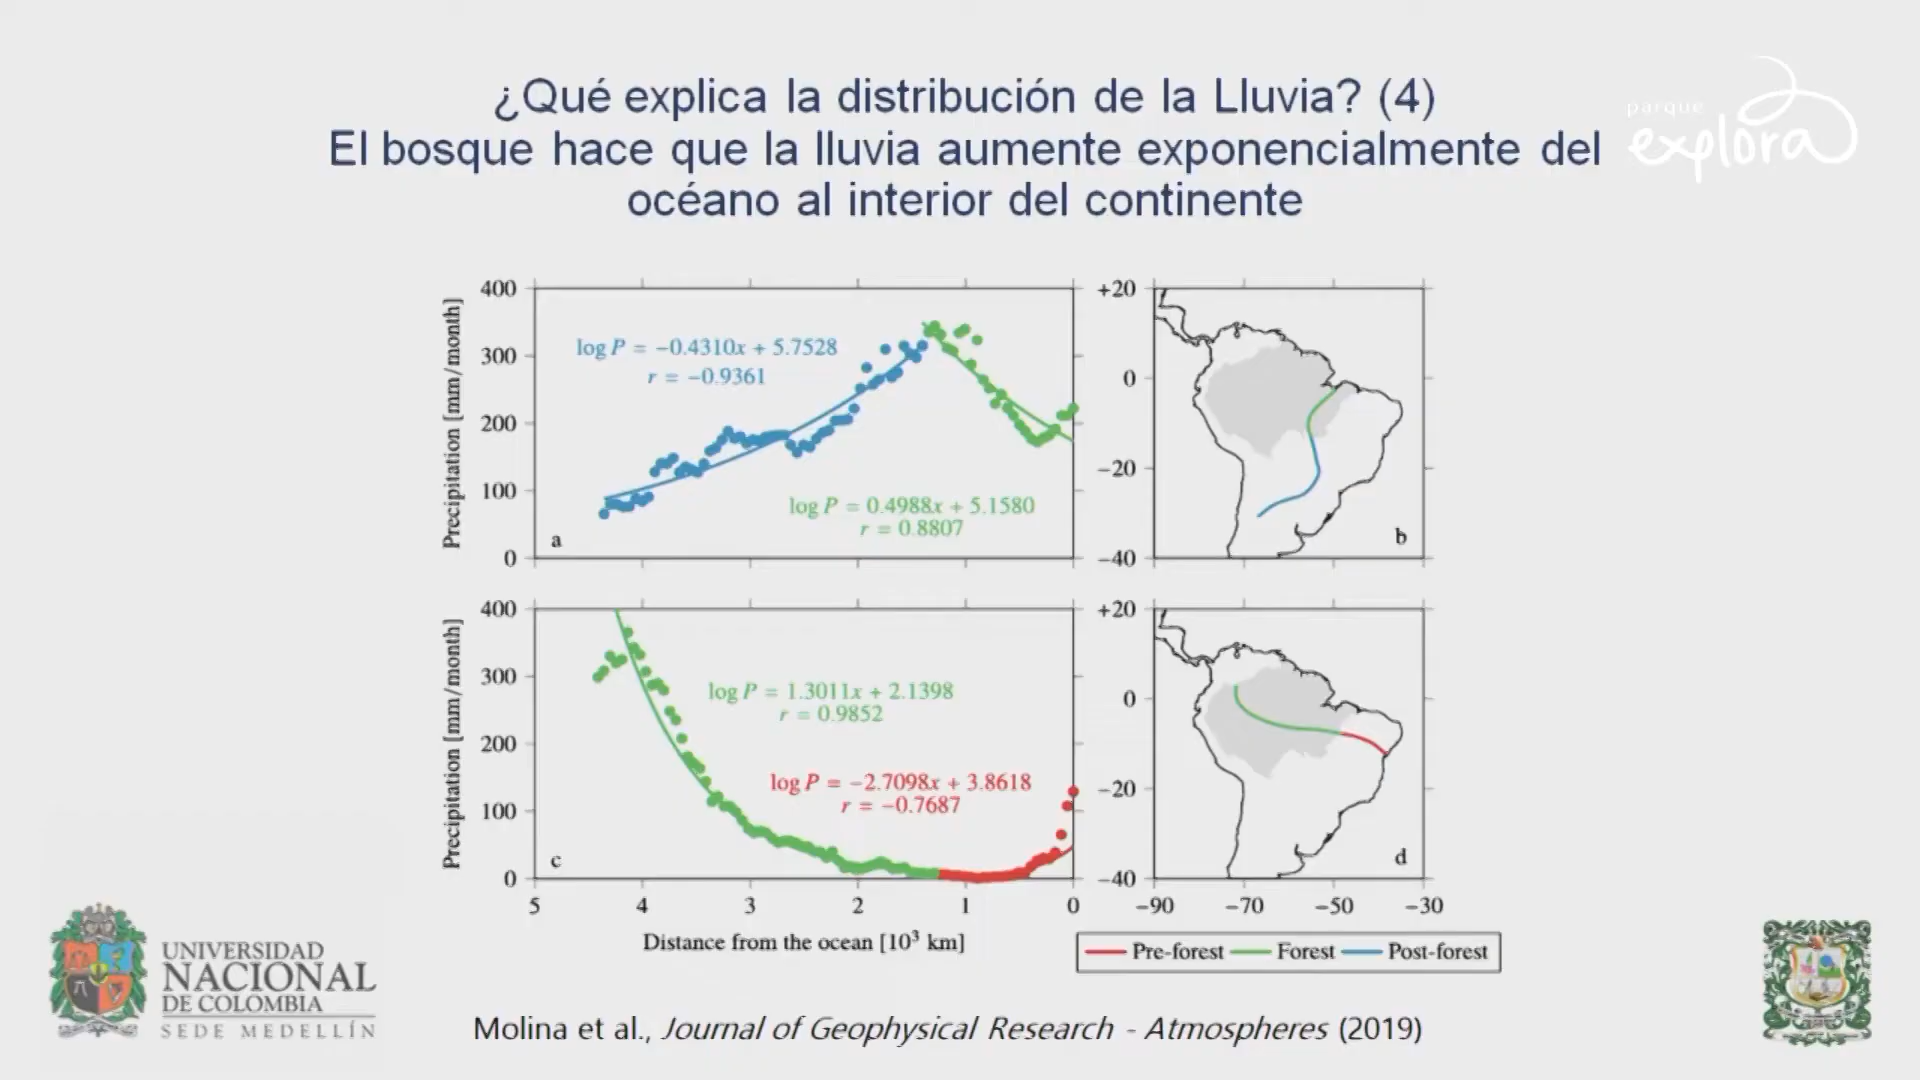 ¿Qué explica la distribución de la Lluvia? (4)
El bosque hace que la lluvia aumente exponencialmente del
océano al interior del continente
parque
explora
Precipitation [mm/month]
400
300
200
100
0
log P = −0.4310x + 5.7528
r = −0.9361
log P = 0.4988x + 5.1580
r = 0.8807
a
+20
0
−20
−40
b
Precipitation [mm/month]
400
300
200
100
0
log P = 1.3011x + 2.1398
r = 0.9852
log P = −2.7098x + 3.8618
r = −0.7687
c
5 4 3 2 1 0
Distance from the ocean [10³ km]
+20
0
−20
−40
d
−90 −70 −50 −30
Pre-forest Forest Post-forest
UNIVERSIDAD
NACIONAL
DE COLOMBIA
SEDE MEDELLÍN
Molina et al., Journal of Geophysical Research - Atmospheres (2019)